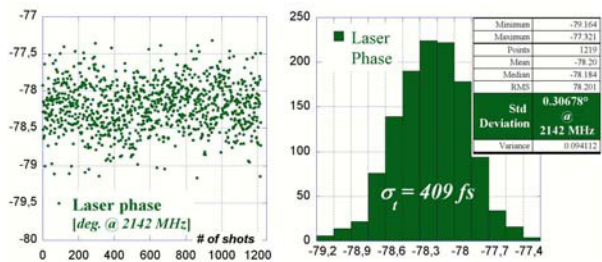 -77
-77,5
-78
-78,5
-79
-79,5
-80
Laser phase
[deg. @ 2142 MHz]
# of shots
0 200 400 600 800 1000 1200
250
200
150
100
50
0
Laser
Phase
σt = 409 fs
-79,2 -78,9 -78,6 -78,3 -78 -77,7 -77,4
Minimum -79.164
Maximum -77.321
Points 1219
Mean -78.20
Median -78.184
RMS 78.201
Std Deviation 0.30678° @ 2142 MHz
Variance 0.094112